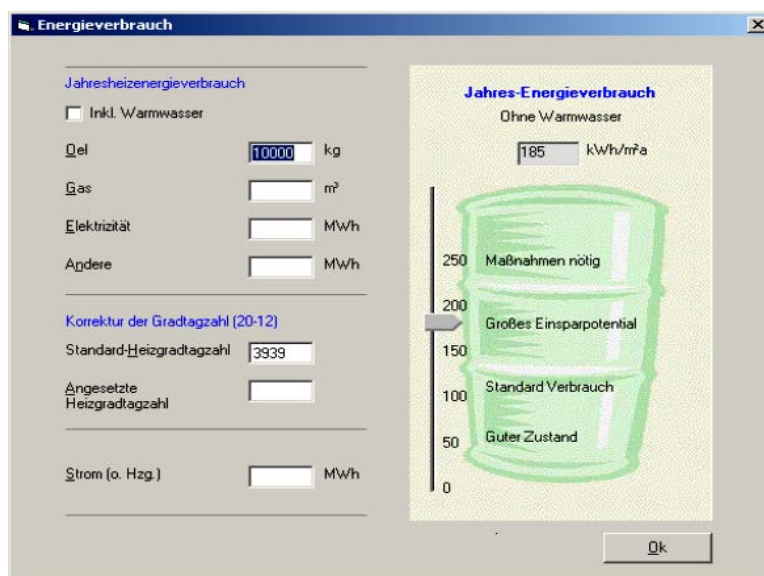 Energieverbrauch
Jahresheizenergieverbrauch
Inkl. Warmwasser
Oel 10000 kg
Gas m³
Elektrizität MWh
Andere MWh
Korrektur der Gradtagzahl (20-12)
Standard-Heizgradtagzahl 3939
Angesetzte
Heizgradtagzahl
Strom (o. Hzg.) MWh
Jahres-Energieverbrauch
Ohne Warmwasser
185 kWh/m²a
250 Maßnahmen nötig
200
Großes Einsparpotential
150
Standard Verbrauch
100
50 Guter Zustand
0
Ok